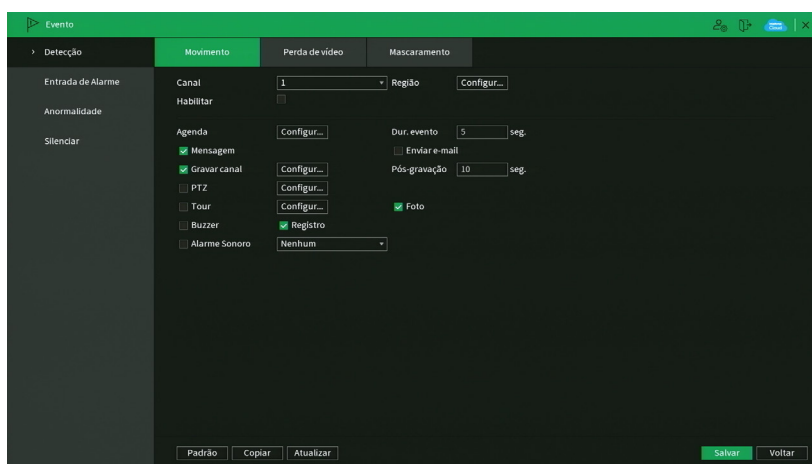 Evento
Detecção
Movimento Perda de vídeo Mascaramento
Entrada de Alarme
Canal 1 Região Configur...
Habilitar
Anormalidade
Agenda Configur... Dur. evento 5 seg.
Silenciar
Mensagem Enviar e-mail
Gravar canal Configur... Pós-gravação 10 seg.
PTZ Configur...
Tour Configur... Foto
Buzzer Registro
Alarme Sonoro Nenhum
Padrão Copiar Atualizar Salvar Voltar